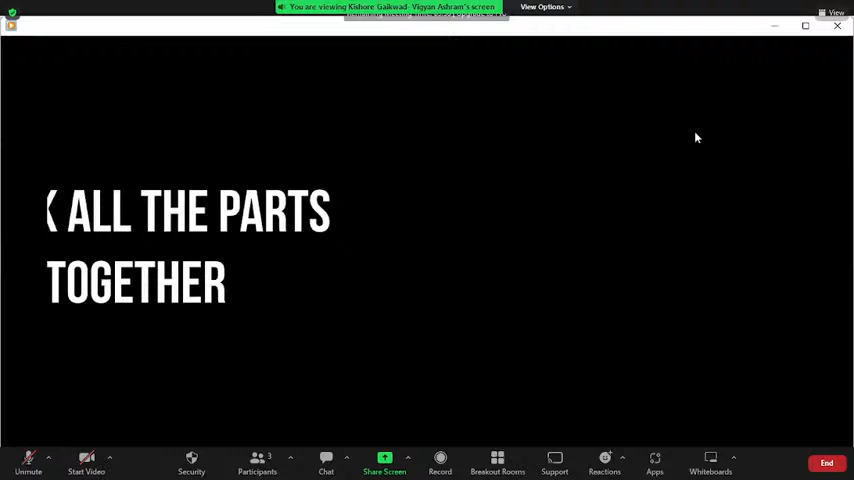 You are viewing Kishore Gaikwad- Vigyan Ashram's screen
View Options
View
ALL THE PARTS
TOGETHER
Unmute
Start Video
Security
Participants
3
Chat
Share Screen
Record
Breakout Rooms
Support
Reactions
Apps
Whiteboards
End